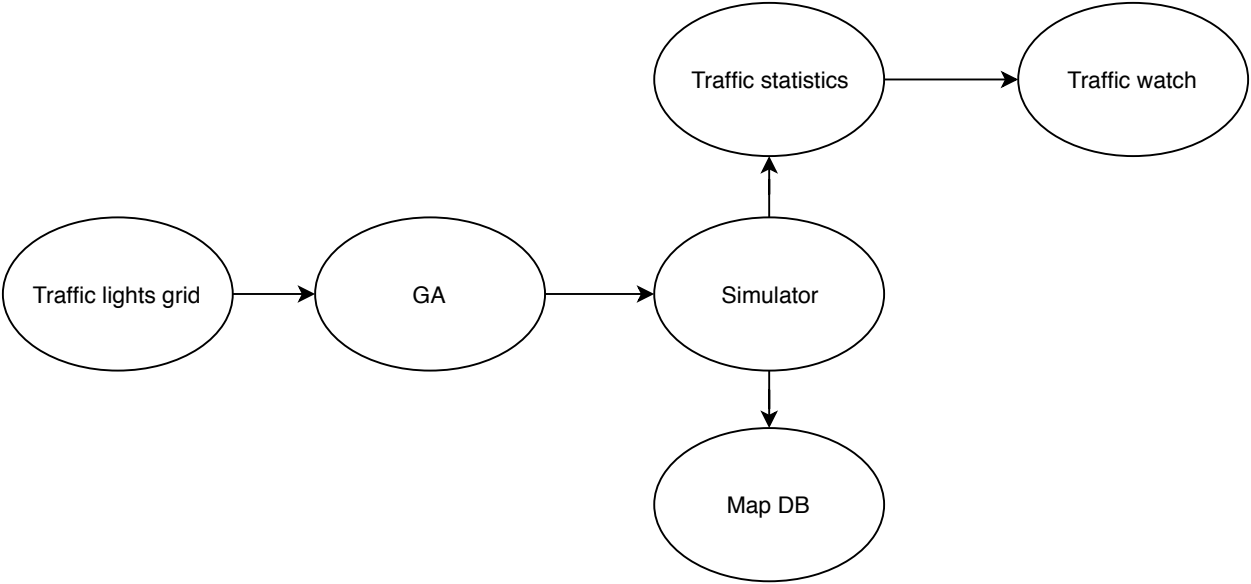 Traffic statistics
Traffic watch
Traffic lights grid
GA
Simulator
Map DB